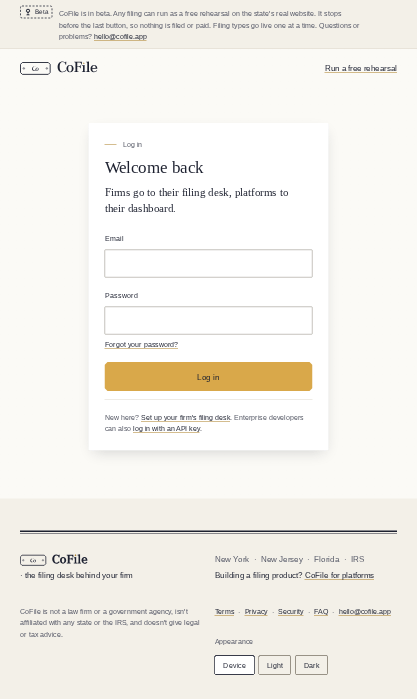 Beta
CoFile is in beta. Any filing can run as a free rehearsal on the state's real website. It stops
before the last button, so nothing is filed or paid. Filing types go live one at a time. Questions or
problems? hello@cofile.app
Co CoFile
Run a free rehearsal
Log in
Welcome back
Firms go to their filing desk, platforms to
their dashboard.
Email
Password
Forgot your password?
Log in
New here? Set up your firm's filing desk. Enterprise developers
can also log in with an API key.
Co CoFile
· the filing desk behind your firm
New York · New Jersey · Florida · IRS
Building a filing product? CoFile for platforms
CoFile is not a law firm or a government agency, isn't
affiliated with any state or the IRS, and doesn't give legal
or tax advice.
Terms · Privacy · Security · FAQ · hello@cofile.app
Appearance
Device Light Dark